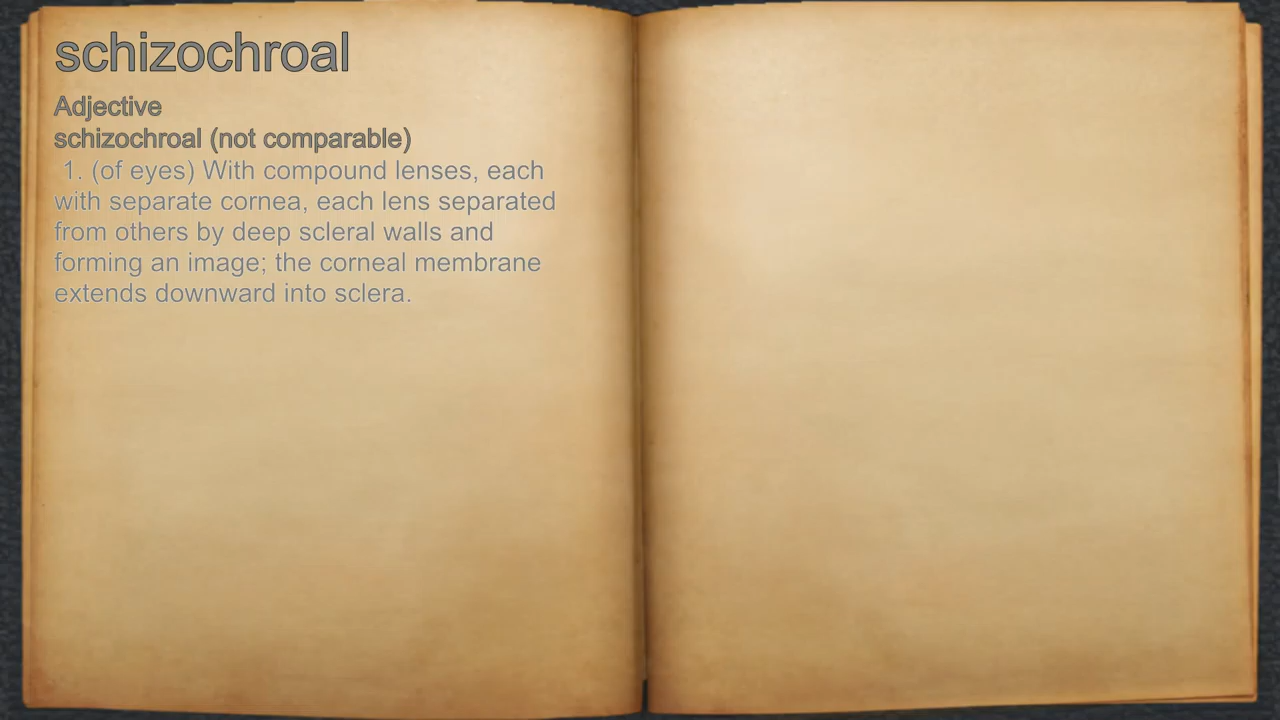 schizochroal
Adjective
schizochroal (not comparable)
1. (of eyes) With compound lenses, each
with separate cornea, each lens separated
from others by deep scleral walls and
forming an image; the corneal membrane
extends downward into sclera.